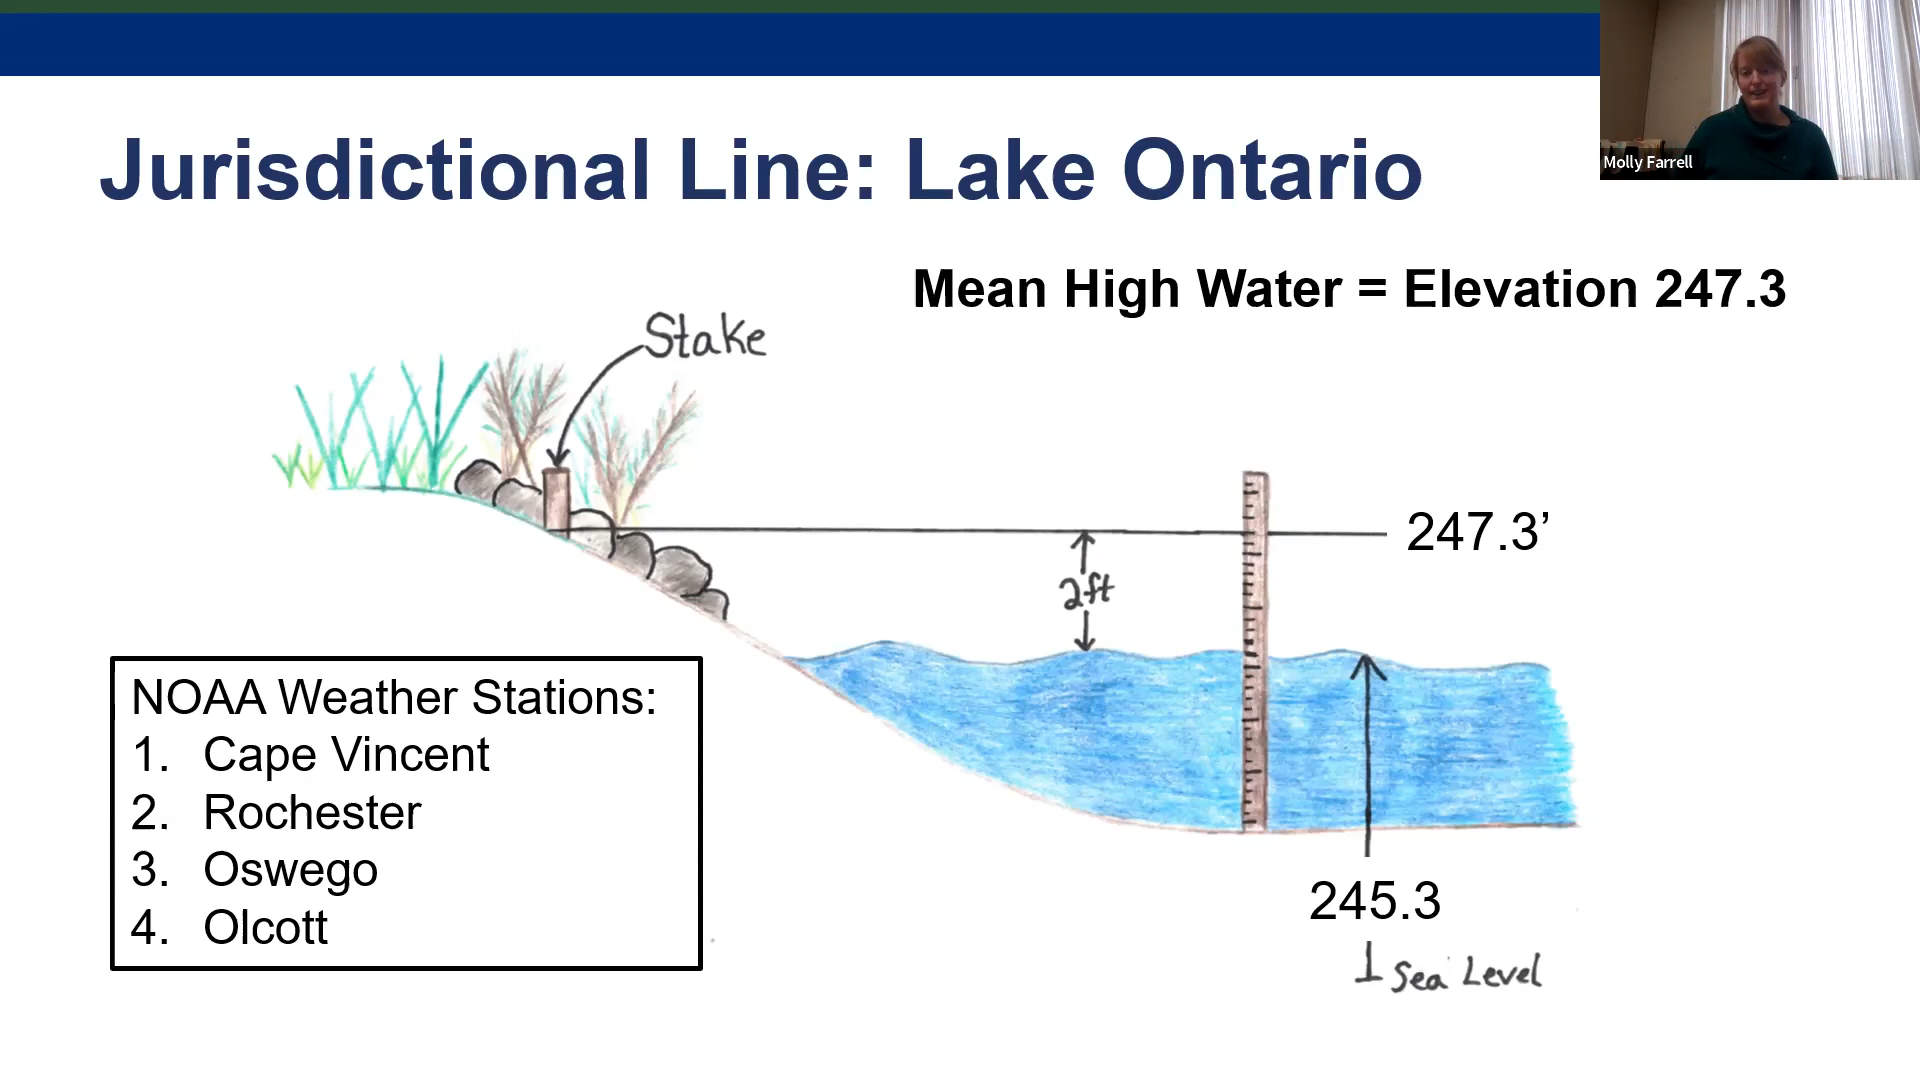 Molly Farrell
Jurisdictional Line: Lake Ontario
Mean High Water = Elevation 247.3
Stake
247.3’
2ft
NOAA Weather Stations:
1. Cape Vincent
2. Rochester
3. Oswego
4. Olcott
245.3
Sea Level